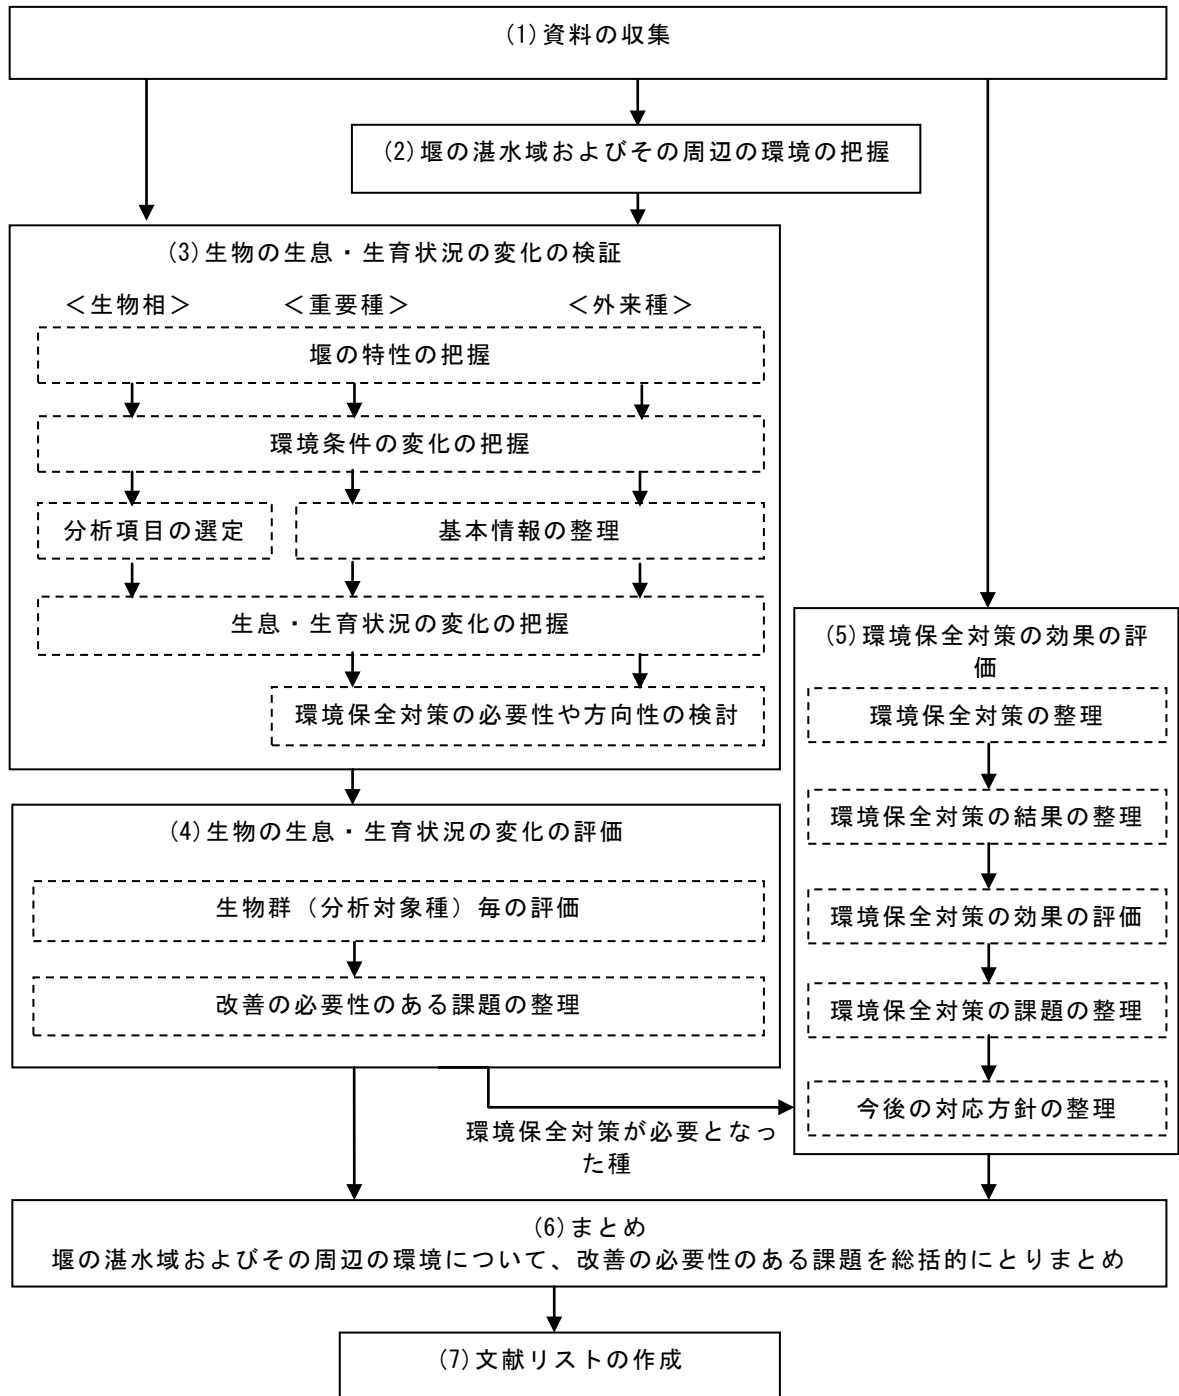 (1)資料の収集
(2)堰の湛水域およびその周辺の環境の把握
(3)生物の生息・生育状況の変化の検証
＜生物相＞
＜重要種＞
＜外来種＞
堰の特性の把握
環境条件の変化の把握
分析項目の選定
基本情報の整理
生息・生育状況の変化の把握
環境保全対策の必要性や方向性の検討
(4)生物の生息・生育状況の変化の評価
生物群（分析対象種）毎の評価
改善の必要性のある課題の整理
環境保全対策が必要となっ
た種
(5)環境保全対策の効果の評
価
環境保全対策の整理
環境保全対策の結果の整理
環境保全対策の効果の評価
環境保全対策の課題の整理
今後の対応方針の整理
(6)まとめ
堰の湛水域およびその周辺の環境について、改善の必要性のある課題を総括的にとりまとめ
(7)文献リストの作成